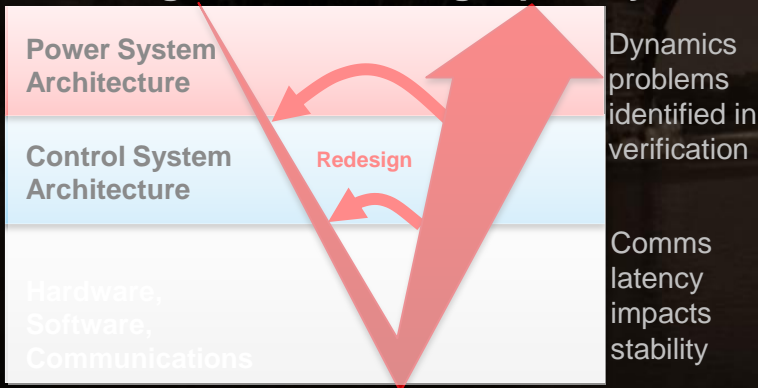 Power System
Architecture
Control System
Architecture
Redesign
Hardware,
Software,
Communications
Dynamics
problems
identified in
verification
Comms
latency
impacts
stability